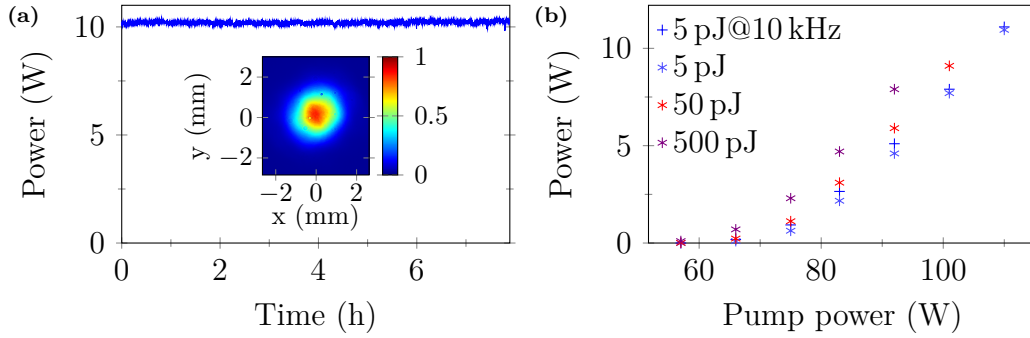 (a)
10
5
0
Power (W)
0
2
4
6
Time (h)
2
0
−2
y (mm)
−2
0
2
x (mm)
1
0.5
0
(b)
10
5
0
Power (W)
60
80
100
Pump power (W)
5 pJ@10 kHz
5 pJ
50 pJ
500 pJ